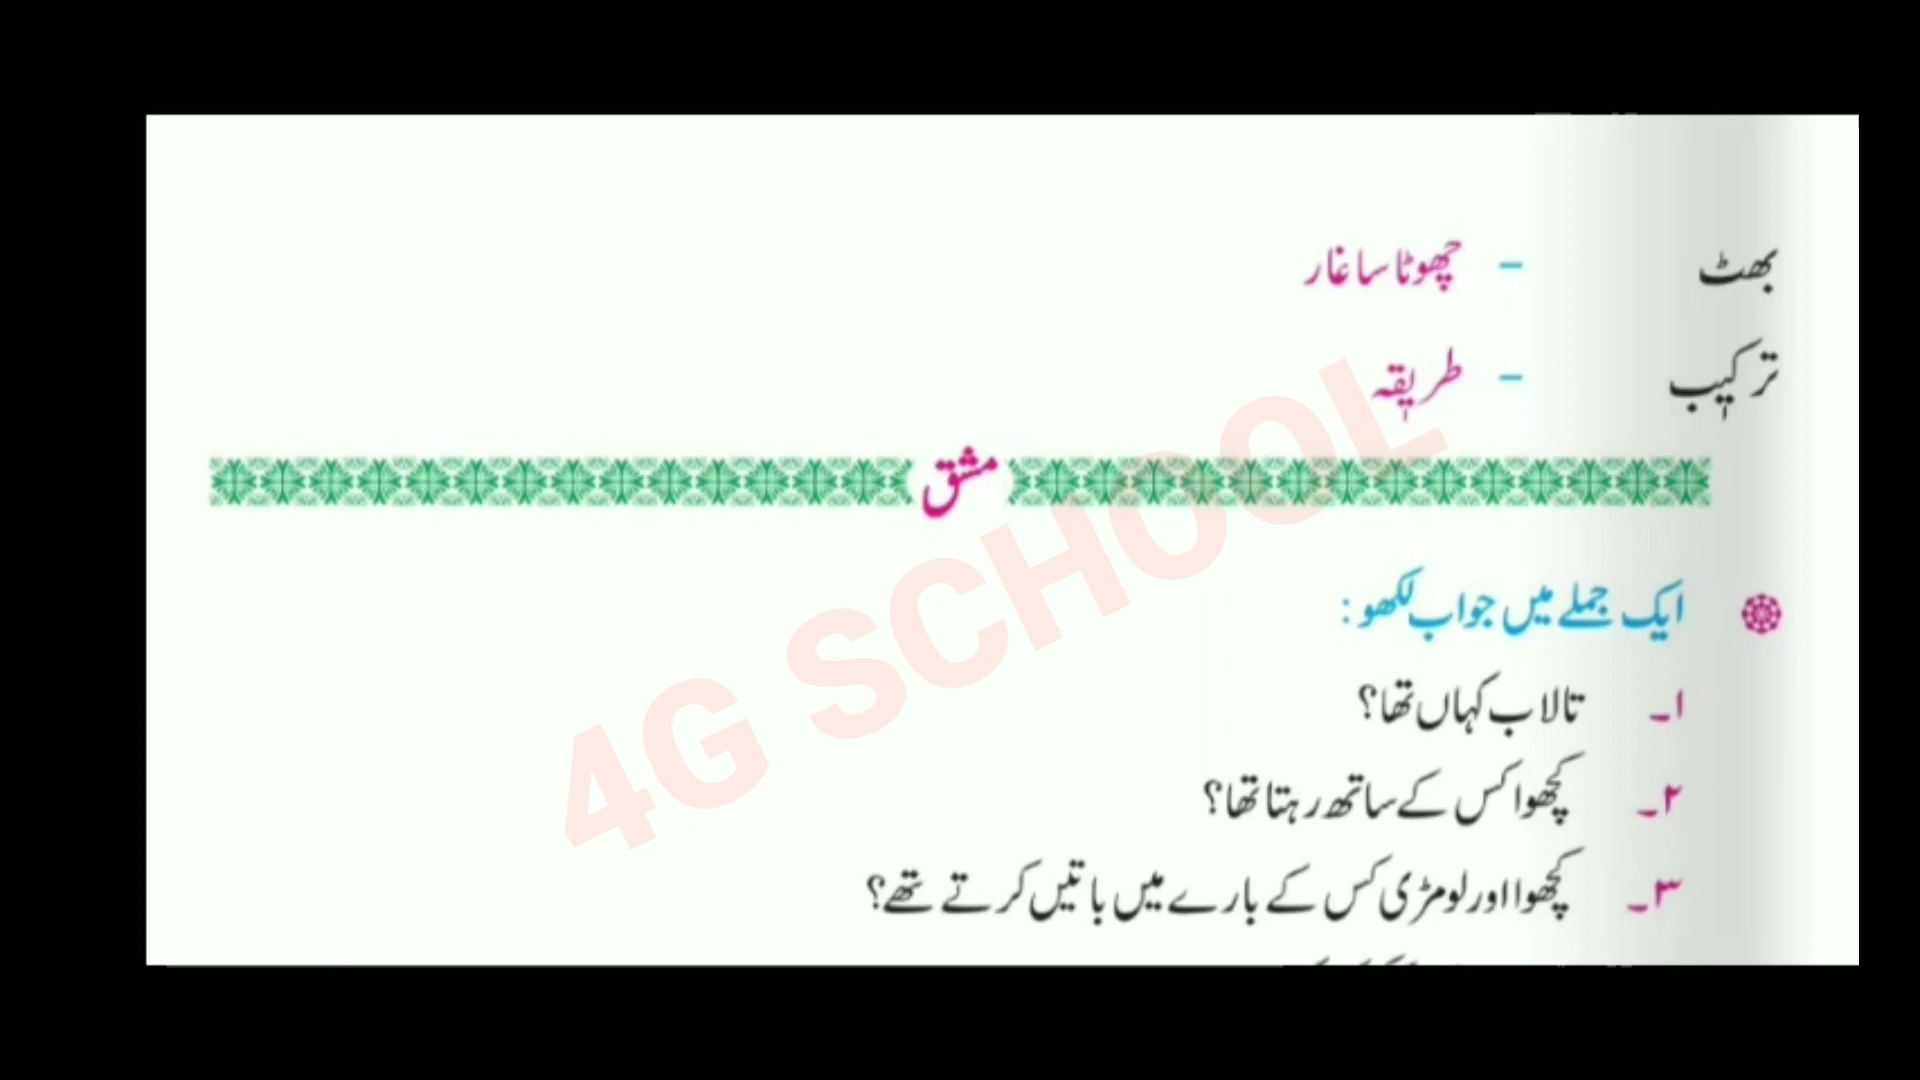 بھٹ - چھوٹا سا غار
ترکیب - طریقہ
مشق
ایک جملے میں جواب لکھو :
۱۔ تالاب کہاں تھا؟
۲۔ کچھوا کس کے ساتھ رہتا تھا؟
۳۔ کچھوا اور لومڑی کس کے بارے میں باتیں کرتے تھے؟
4G SCHOOL